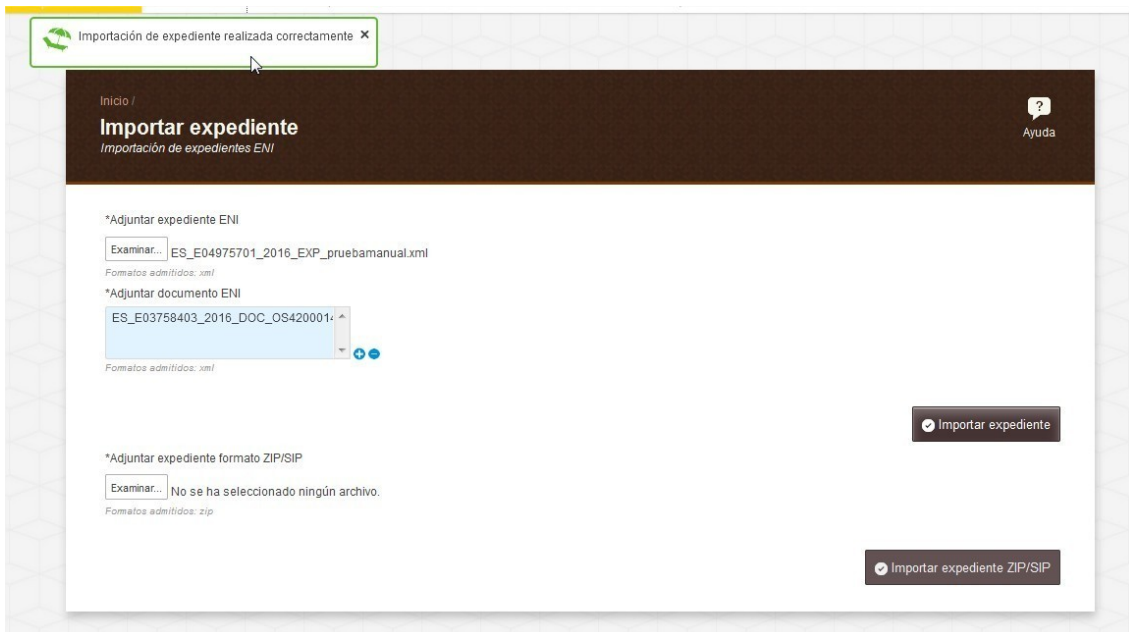 Importación de expediente realizada correctamente ×
Inicio /
Importar expediente
Importación de expedientes ENI
?
Ayuda
*Adjuntar expediente ENI
Examinar... ES_E04975701_2016_EXP_pruebamanual.xml
Formatos admitidos: xml
*Adjuntar documento ENI
ES_E03758403_2016_DOC_OS4200014
Formatos admitidos: xml
Importar expediente
*Adjuntar expediente formato ZIP/SIP
Examinar... No se ha seleccionado ningún archivo.
Formatos admitidos: zip
Importar expediente ZIP/SIP